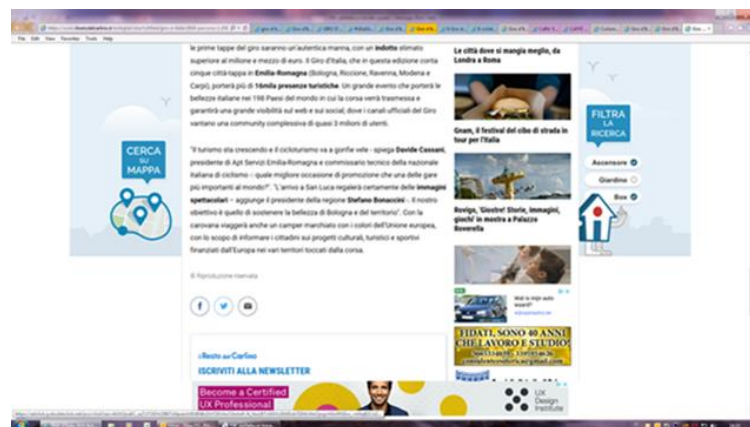 File Edit View Favorites Tools Help
le prime tappe del giro saranno un'autentica manna, con un indotto stimato
superiore al milione e mezzo di euro. Il Giro d'Italia, che in questa edizione conta
cinque città-tappa in Emilia-Romagna (Bologna, Riccione, Ravenna, Modena e
Carpi), porterà più di 16mila presenze turistiche. Un grande evento che porterà le
bellezze italiane nei 198 Paesi del mondo in cui la corsa verrà trasmessa e
garantirà una grande visibilità sul web e sui social, dove i canali ufficiali del Giro
vantano una community complessiva di quasi 3 milioni di utenti.
"Il turismo sta crescendo e il cicloturismo va a gonfie vele - spiega Davide Cassani,
presidente di Apt Servizi Emilia-Romagna e commissario tecnico della nazionale
italiana di ciclismo -: quale migliore occasione di promozione che una delle gare
più importanti al mondo?". "L'arrivo a San Luca regalerà certamente delle immagini
spettacolari – aggiunge il presidente della regione Stefano Bonaccini -. Il nostro
obiettivo è quello di sostenere la bellezza di Bologna e del territorio". Con la
carovana viaggerà anche un camper marchiato con i colori dell'Unione europea,
con lo scopo di informare i cittadini sui progetti culturali, turistici e sportivi
finanziati dall'Europa nei vari territori toccati dalla corsa.
© Riproduzione riservata
il Resto del Carlino
ISCRIVITI ALLA NEWSLETTER
Le città dove si mangia meglio, da
Londra a Roma
Gnam, il festival del cibo di strada in
tour per l'Italia
Rovigo, 'Giostre! Storie, immagini,
giochi' in mostra a Palazzo
Roverella
Wat is mijn auto
waard?
FIDATI, SONO 40 ANNI
CHE LAVORO E STUDIO!
CERCA
SU
MAPPA
FILTRA
LA
RICERCA
Ascensore
Giardino
Box
Become a Certified
UX Professional
UX
Design
Institute